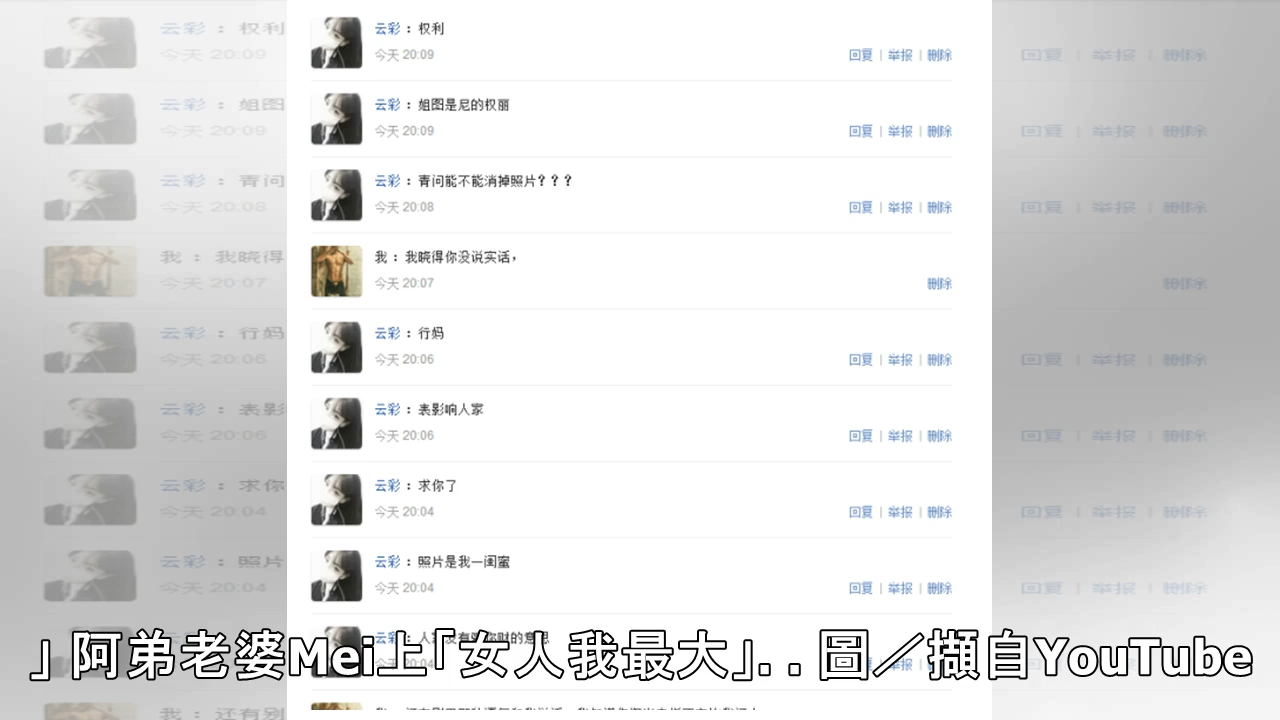 云彩：权利
今天 20:09
回复 | 举报 | 删除
云彩：姐图是尼的权丽
今天 20:09
回复 | 举报 | 删除
云彩：青问能不能消掉照片？？？
今天 20:08
回复 | 举报 | 删除
我：我晓得你没说实话，
今天 20:07
删除
云彩：行妈
今天 20:06
回复 | 举报 | 删除
云彩：表影响人家
今天 20:06
回复 | 举报 | 删除
云彩：求你了
今天 20:04
回复 | 举报 | 删除
云彩：照片是我一闺蜜
今天 20:04
回复 | 举报 | 删除
」阿弟老婆Mei上「女人我最大」. . 圖／擷自YouTube